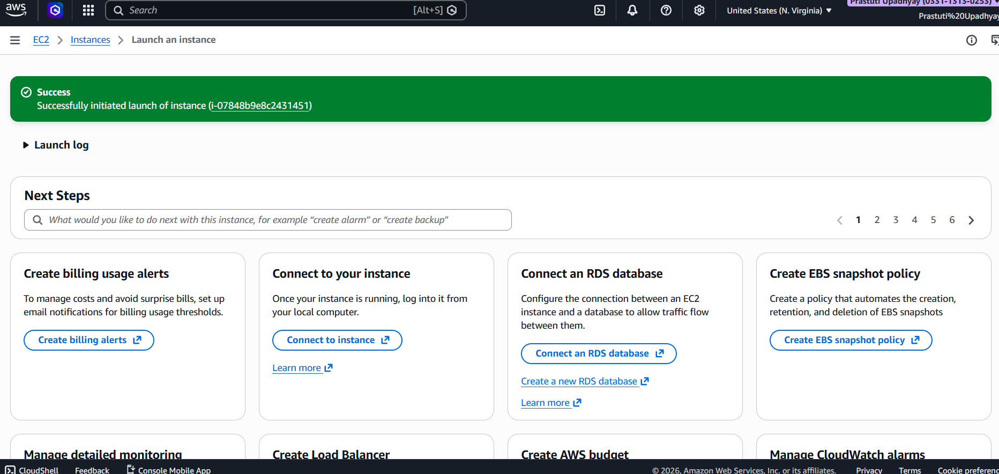 aws
Search
[Alt+S]
United States (N. Virginia)
Prastuti Upadhyay (0331-1313-0253)
Prastuti%20Upadhyay
EC2
Instances
Launch an instance
Success
Successfully initiated launch of instance (i-07848b9e8c2431451)
Launch log
Next Steps
What would you like to do next with this instance, for example “create alarm” or “create backup"
1 2 3 4 5 6
Create billing usage alerts
To manage costs and avoid surprise bills, set up
email notifications for billing usage thresholds.
Create billing alerts
Connect to your instance
Once your instance is running, log into it from
your local computer.
Connect to instance
Learn more
Connect an RDS database
Configure the connection between an EC2
instance and a database to allow traffic flow
between them.
Connect an RDS database
Create a new RDS database
Learn more
Create EBS snapshot policy
Create a policy that automates the creation,
retention, and deletion of EBS snapshots
Create EBS snapshot policy
Manage detailed monitoring
Create Load Balancer
Create AWS budget
Manage CloudWatch alarms
CloudShell
Feedback
Console Mobile App
© 2026, Amazon Web Services, Inc. or its affiliates.
Privacy
Terms
Cookie preferenc